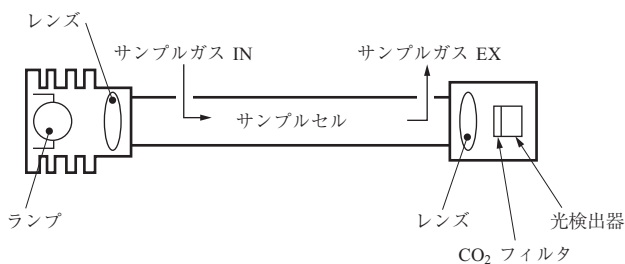 レンズ
サンプルガス IN
サンプルガス EX
サンプルセル
ランプ
レンズ
光検出器
CO₂ フィルタ